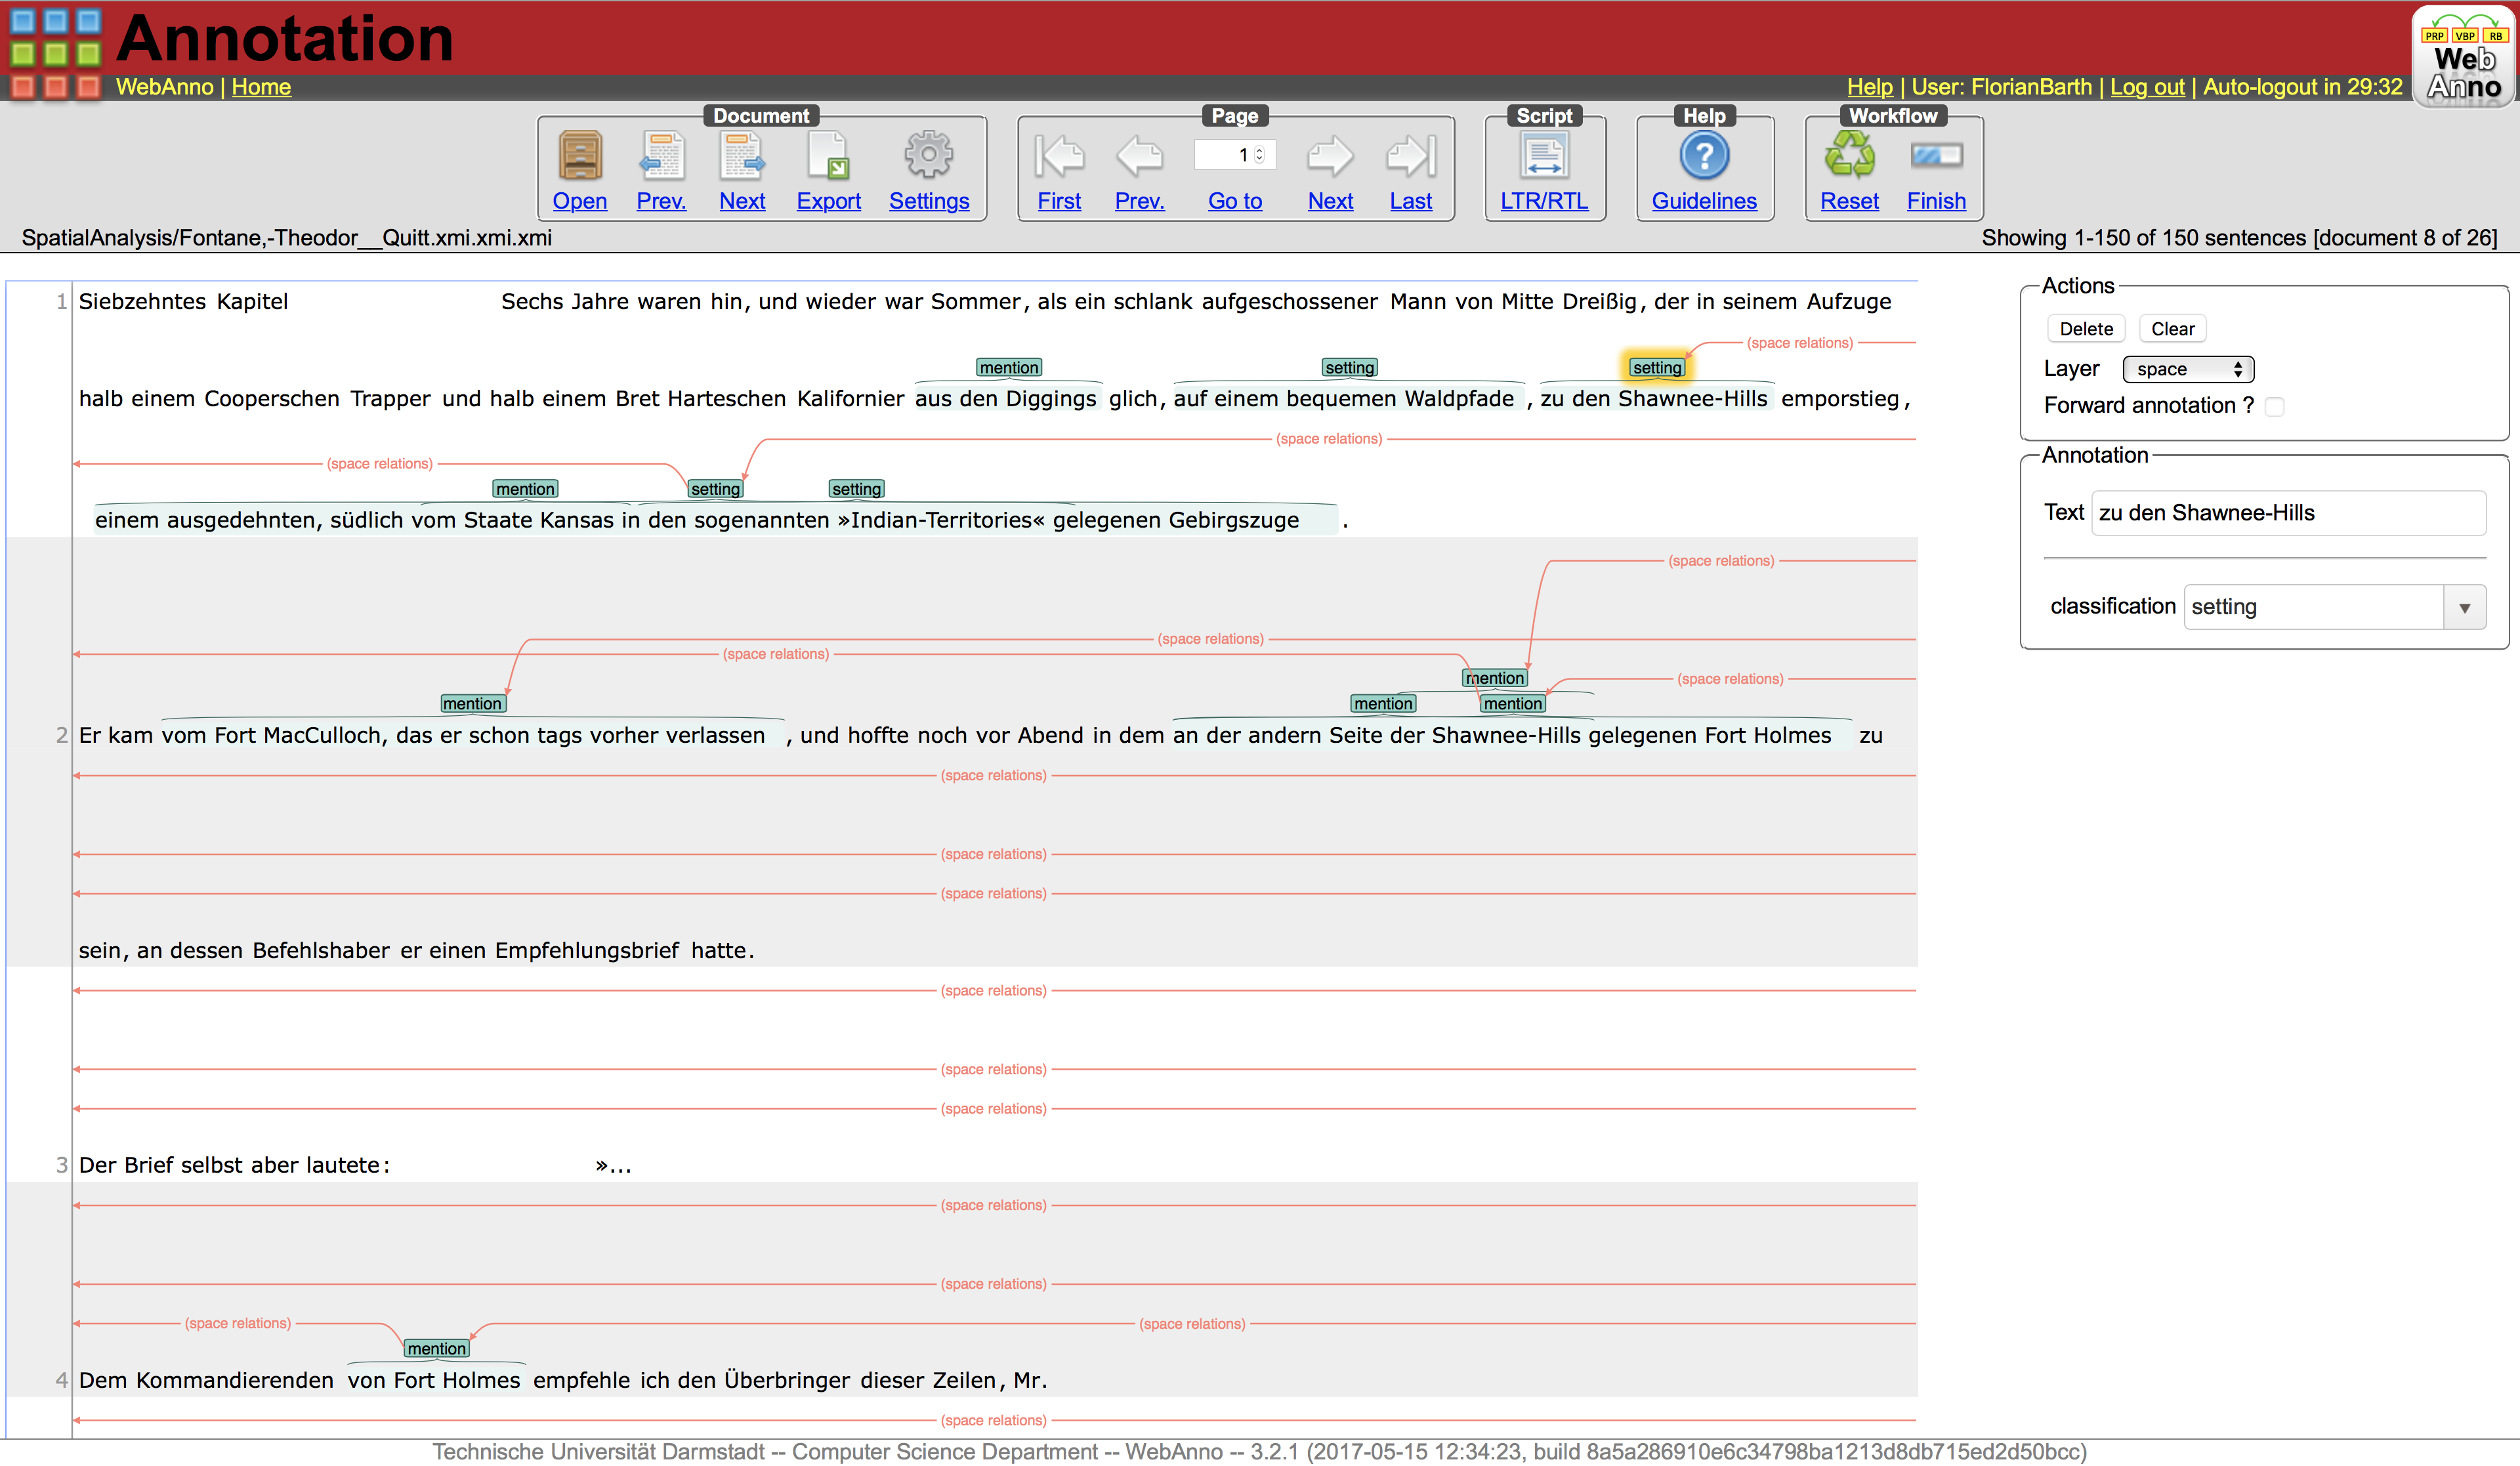 Annotation
WebAnno | Home
Help | User: FlorianBarth | Log out | Auto-logout in 29:32
PRP VBP RB
Web
Anno
Document
Page
Script
Help
Workflow
1
Open Prev. Next Export Settings
First Prev. Go to Next Last
LTR/RTL
Guidelines
Reset Finish
SpatialAnalysis/Fontane,-Theodor__Quitt.xmi.xmi.xmi
Showing 1-150 of 150 sentences [document 8 of 26]
1 Siebzehntes Kapitel Sechs Jahre waren hin, und wieder war Sommer, als ein schlank aufgeschossener Mann von Mitte Dreißig, der in seinem Aufzuge
(space relations)
mention setting setting
halb einem Cooperschen Trapper und halb einem Bret Harteschen Kalifornier aus den Diggings glich, auf einem bequemen Waldpfade , zu den Shawnee-Hills emporstieg,
(space relations)
(space relations)
mention setting setting
einem ausgedehnten, südlich vom Staate Kansas in den sogenannten »Indian-Territories« gelegenen Gebirgszuge .
(space relations)
(space relations)
(space relations)
mention
(space relations)
mention mention mention
2 Er kam vom Fort MacCulloch, das er schon tags vorher verlassen , und hoffte noch vor Abend in dem an der andern Seite der Shawnee-Hills gelegenen Fort Holmes zu
(space relations)
(space relations)
(space relations)
sein, an dessen Befehlshaber er einen Empfehlungsbrief hatte.
(space relations)
(space relations)
(space relations)
3 Der Brief selbst aber lautete: »...
(space relations)
(space relations)
(space relations) (space relations)
mention
4 Dem Kommandierenden von Fort Holmes empfehle ich den Überbringer dieser Zeilen, Mr.
(space relations)
Actions
Delete Clear
Layer space
Forward annotation ?
Annotation
Text zu den Shawnee-Hills
classification setting
Technische Universität Darmstadt -- Computer Science Department -- WebAnno -- 3.2.1 (2017-05-15 12:34:23, build 8a5a286910e6c34798ba1213d8db715ed2d50bcc)